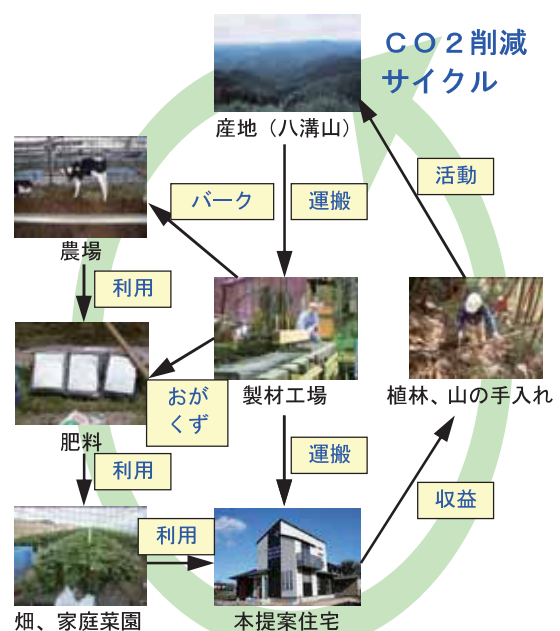 CO2削減
サイクル
産地（八溝山）
バーク
運搬
活動
農場
利用
製材工場
植林、山の手入れ
おが
くず
肥料
利用
運搬
収益
利用
畑、家庭菜園
本提案住宅